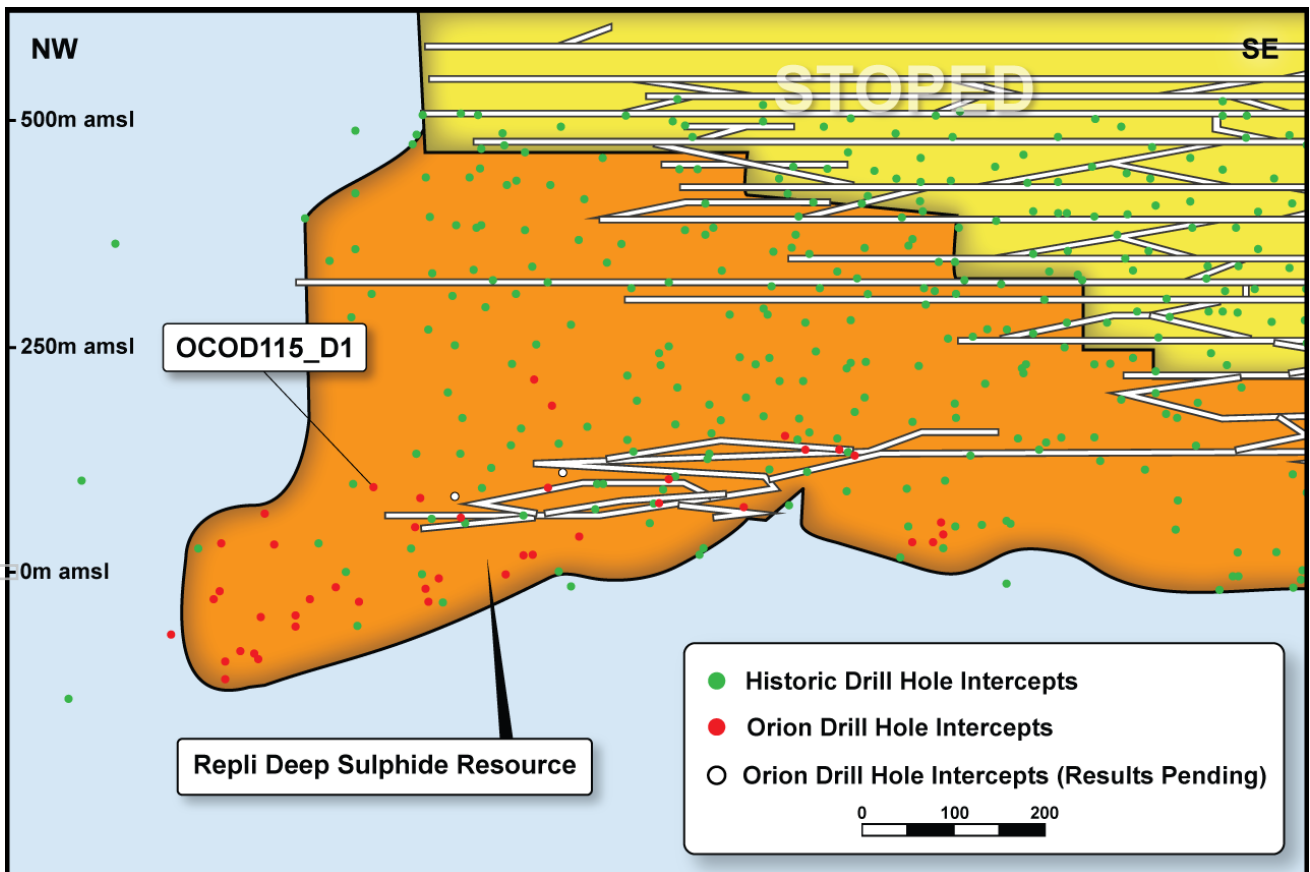 NW
SE
STOPED
500m amsl
250m amsl
OCOD115_D1
0m amsl
Repli Deep Sulphide Resource
Historic Drill Hole Intercepts
Orion Drill Hole Intercepts
Orion Drill Hole Intercepts (Results Pending)
0 100 200